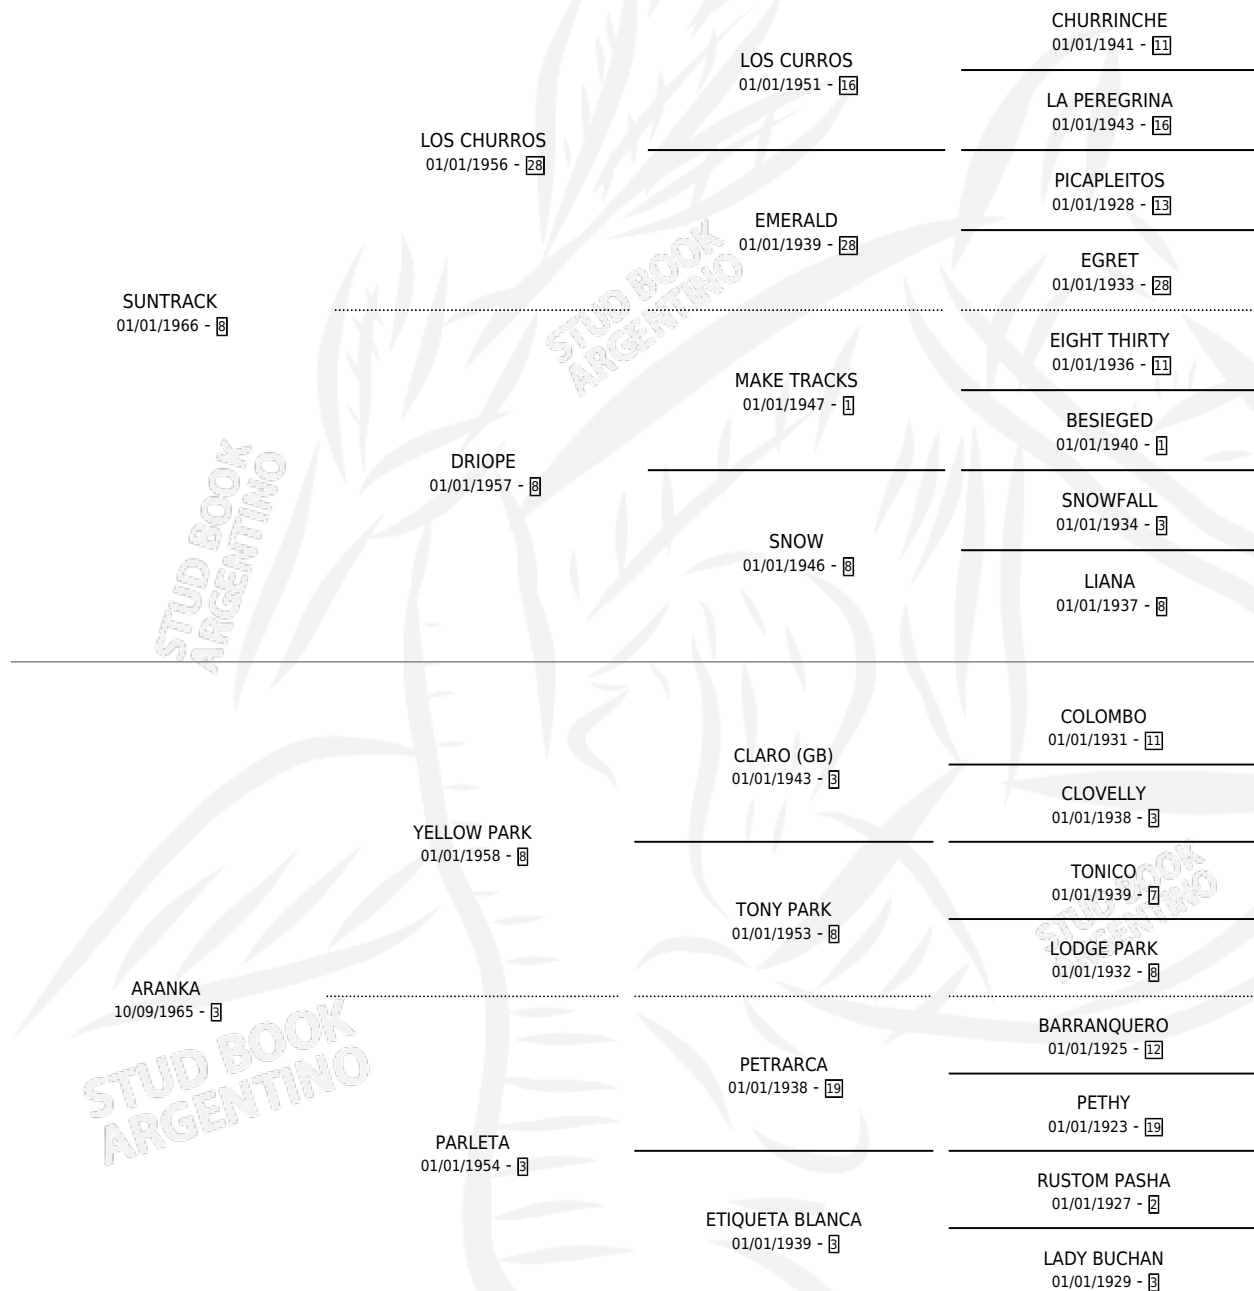 CHURRINCHE
01/01/1941 - 11
LOS CURROS
01/01/1951 - 16
LA PEREGRINA
01/01/1943 - 16
LOS CHURROS
01/01/1956 - 28
PICAPLEITOS
01/01/1928 - 13
EMERALD
01/01/1939 - 28
EGRET
01/01/1933 - 28
SUNTRACK
01/01/1966 - 8
STUD BOOK
ARGENTINO
EIGHT THIRTY
01/01/1936 - 11
MAKE TRACKS
01/01/1947 - 1
BESIEGED
01/01/1940 - 1
DRIOPE
01/01/1957 - 8
SNOWFALL
01/01/1934 - 3
SNOW
01/01/1946 - 8
LIANA
01/01/1937 - 8
STUD BOOK
ARGENTINO
COLOMBO
01/01/1931 - 11
CLARO (GB)
01/01/1943 - 3
CLOVELLY
01/01/1938 - 3
YELLOW PARK
01/01/1958 - 8
TONICO
01/01/1939 - 7
TONY PARK
01/01/1953 - 8
STUD BOOK
ARGENTINO
LODGE PARK
01/01/1932 - 8
ARANKA
10/09/1965 - 3
BARRANQUERO
01/01/1925 - 12
PETRARCA
01/01/1938 - 19
PETHY
01/01/1923 - 19
STUD BOOK
ARGENTINO
PARLETA
01/01/1954 - 3
RUSTOM PASHA
01/01/1927 - 2
ETIQUETA BLANCA
01/01/1939 - 3
LADY BUCHAN
01/01/1929 - 3